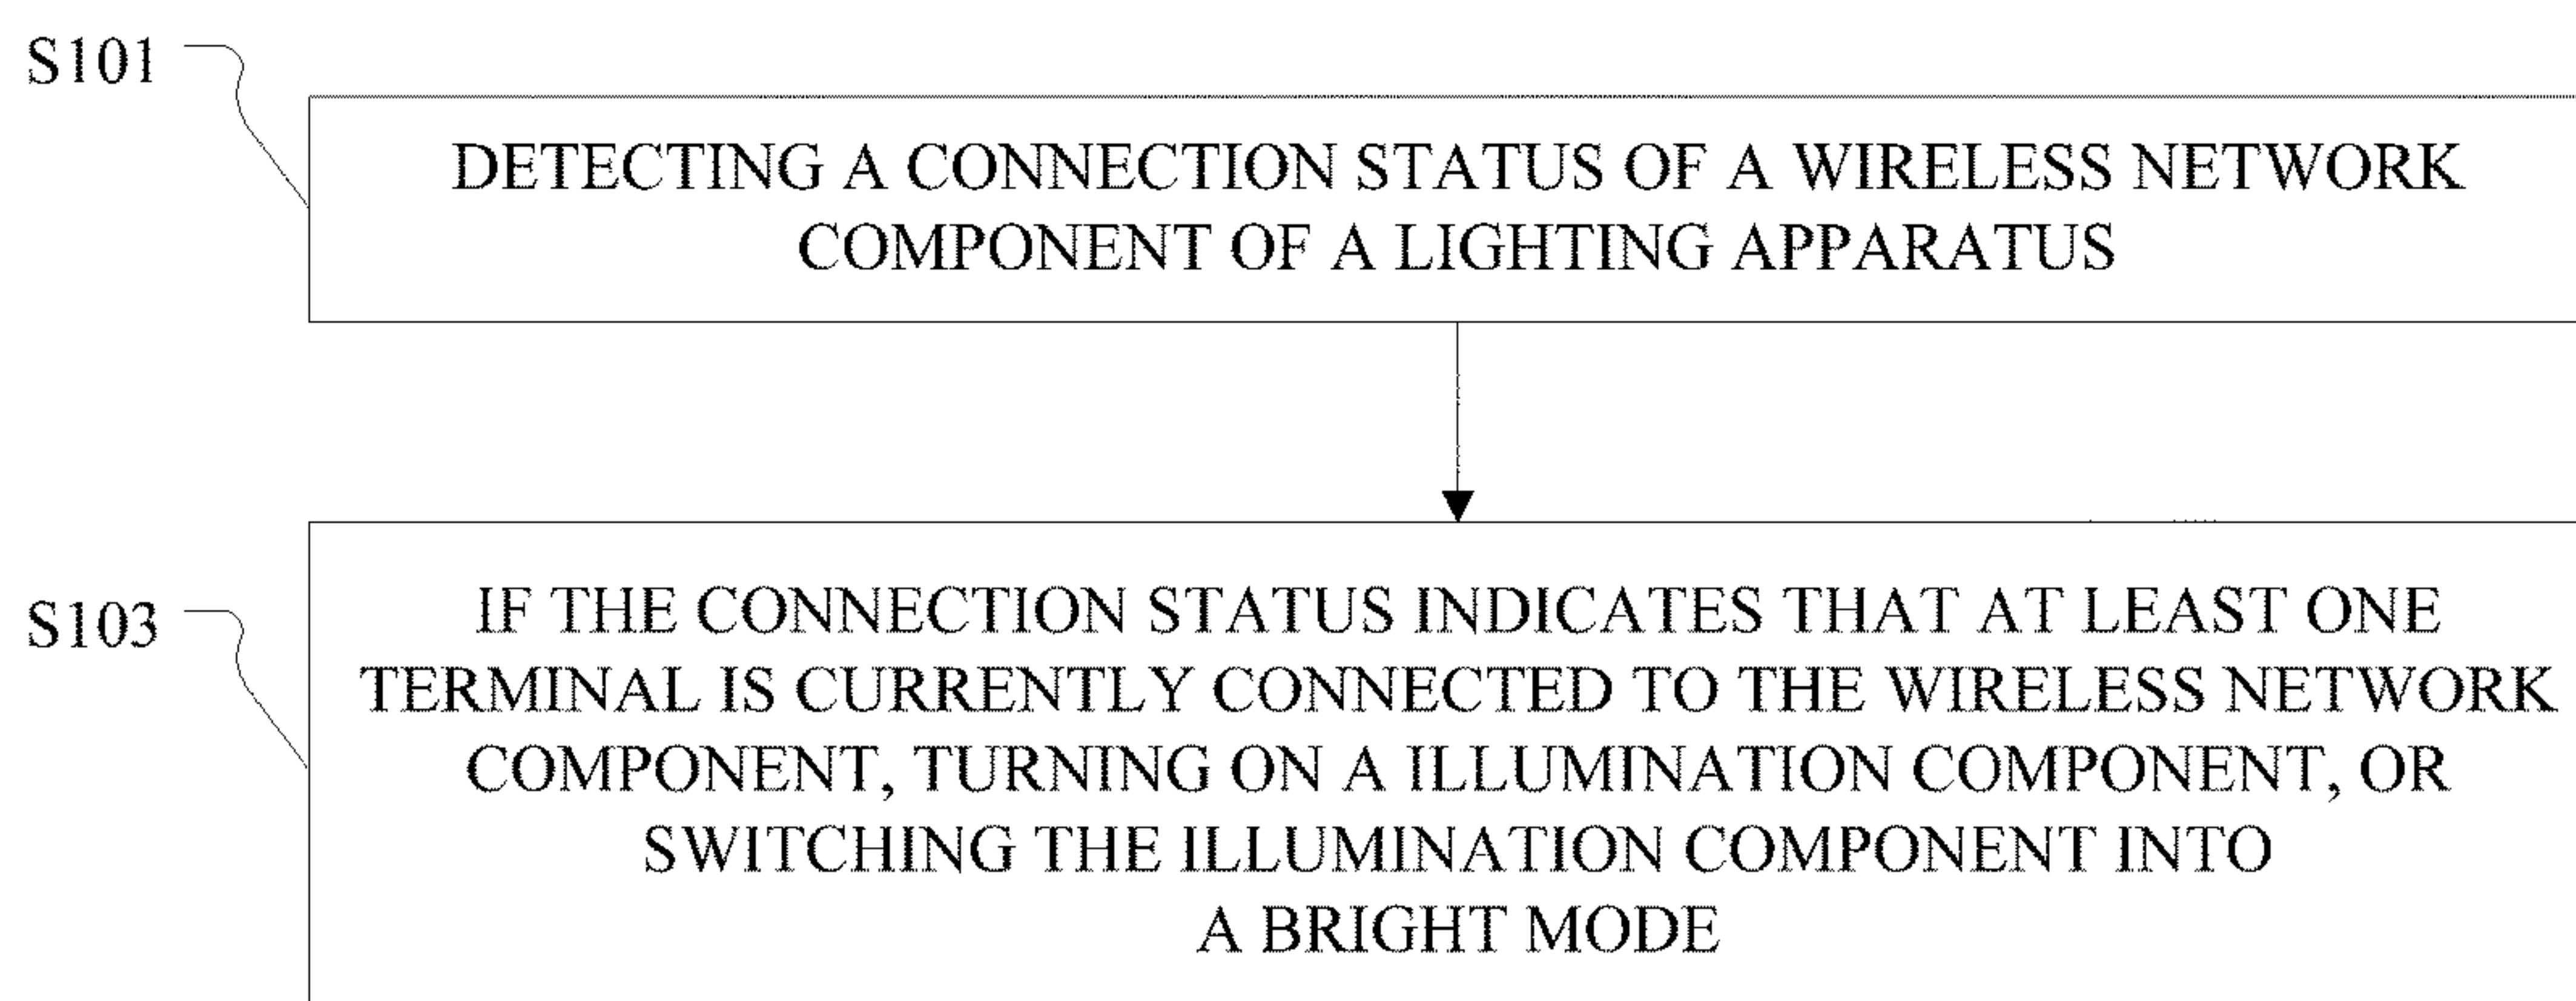 S101
DETECTING A CONNECTION STATUS OF A WIRELESS NETWORK
COMPONENT OF A LIGHTING APPARATUS
S103
IF THE CONNECTION STATUS INDICATES THAT AT LEAST ONE
TERMINAL IS CURRENTLY CONNECTED TO THE WIRELESS NETWORK
COMPONENT, TURNING ON A ILLUMINATION COMPONENT, OR
SWITCHING THE ILLUMINATION COMPONENT INTO
A BRIGHT MODE